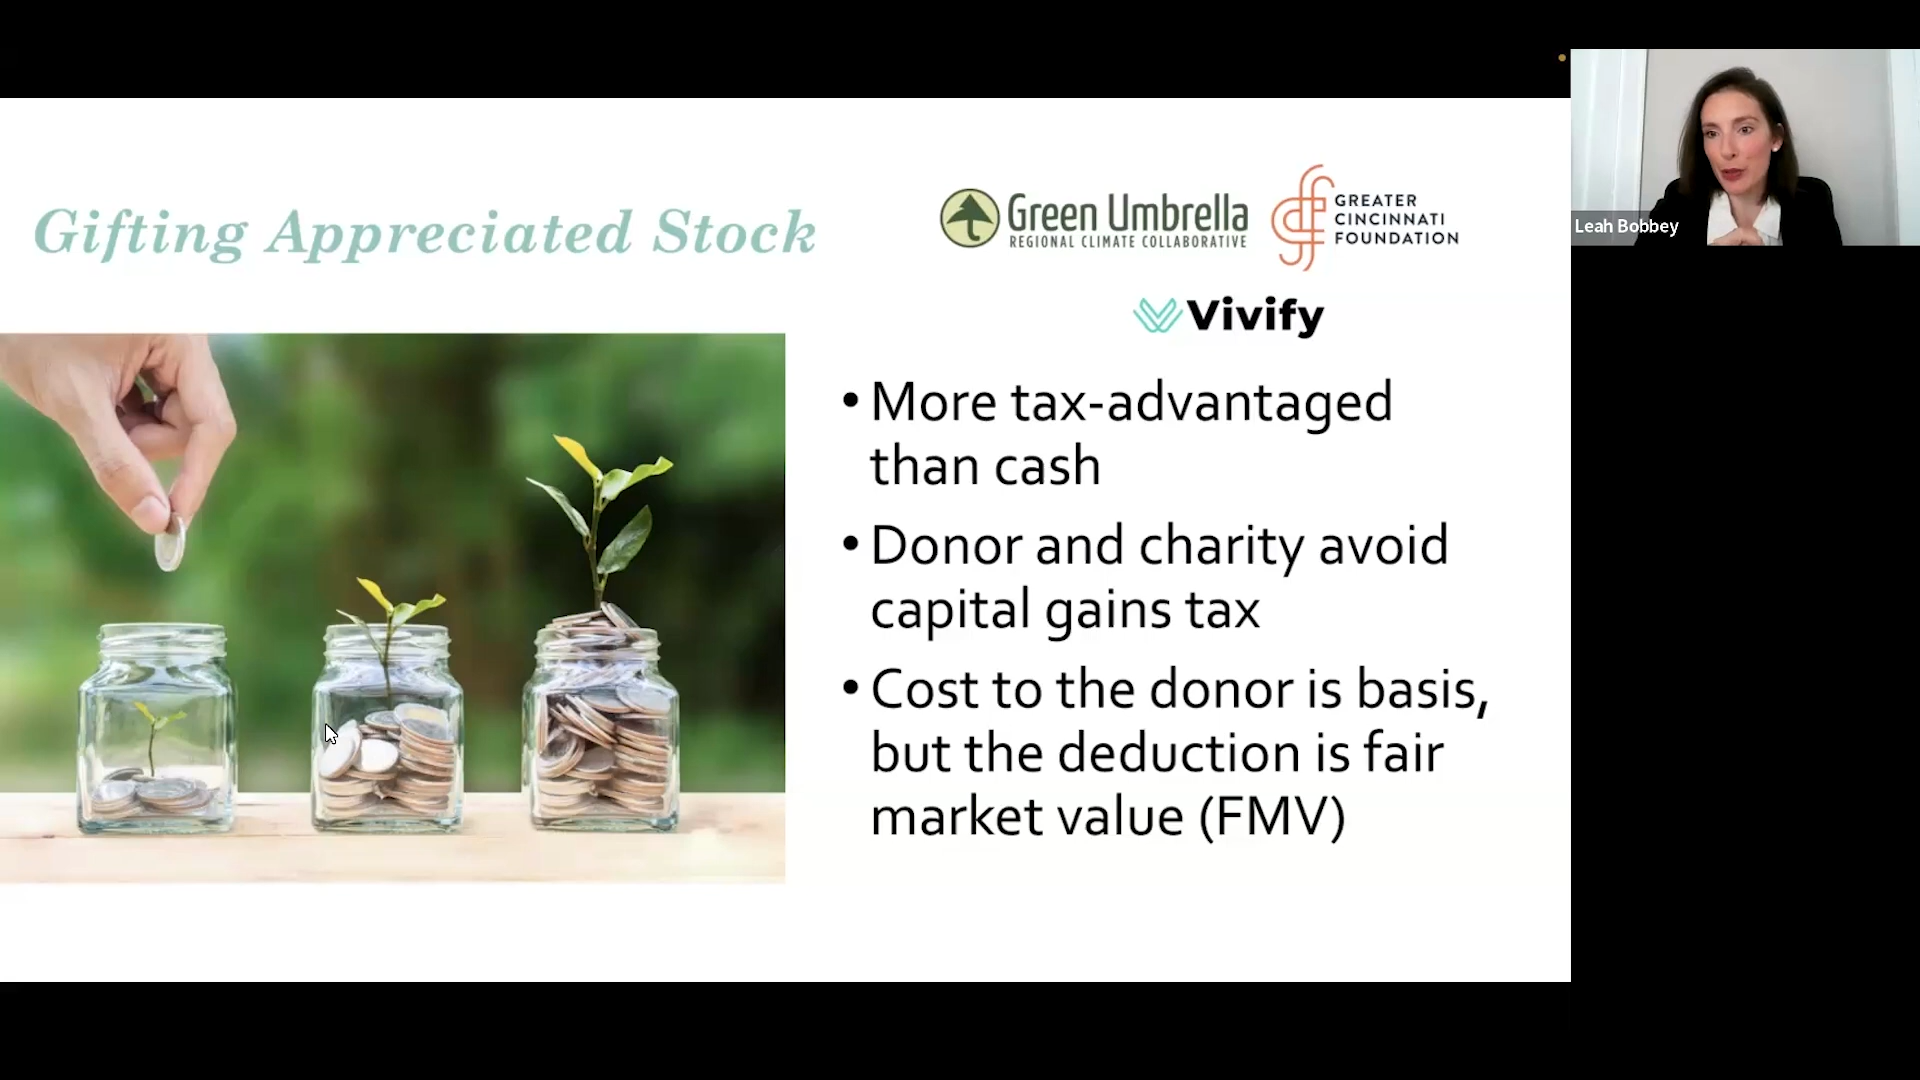 Gifting Appreciated Stock
Green Umbrella
REGIONAL CLIMATE COLLABORATIVE
GREATER
CINCINNATI
FOUNDATION
Vivify
• More tax-advantaged
than cash
• Donor and charity avoid
capital gains tax
• Cost to the donor is basis,
but the deduction is fair
market value (FMV)
Leah Bobbey